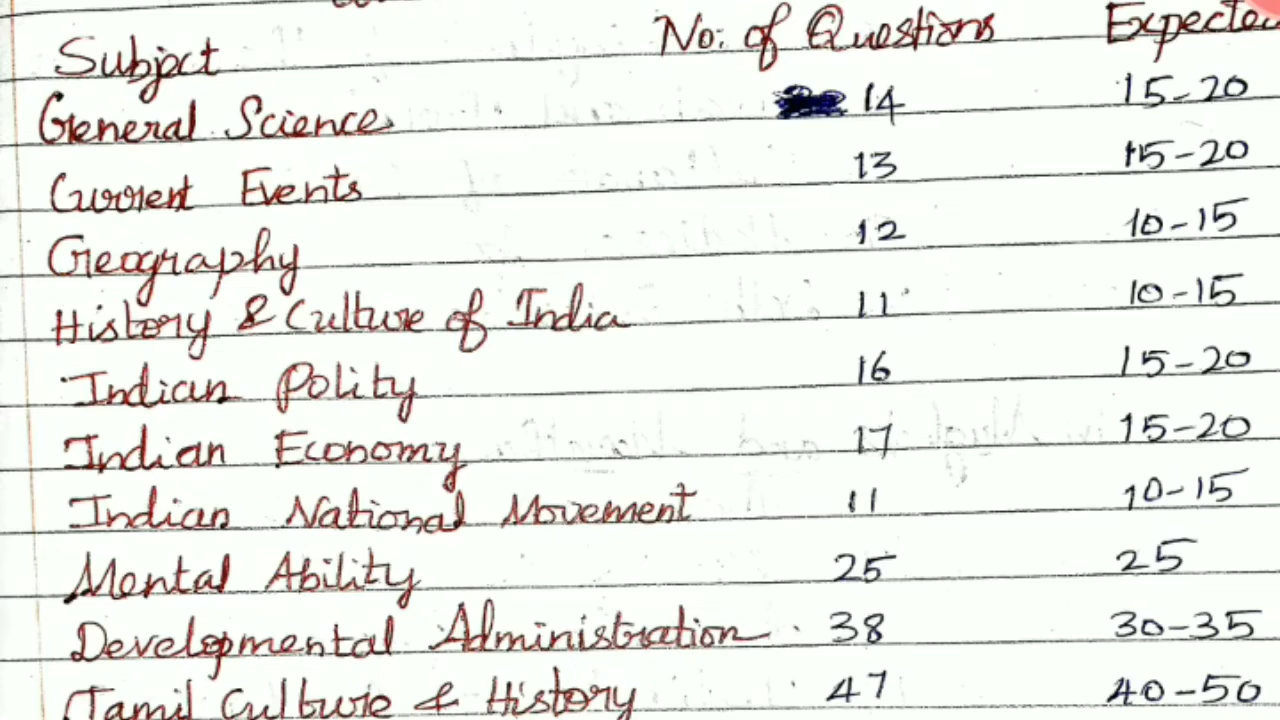 Subject No. of Questions Expected
General Science 14 15-20
Current Events 13 15-20
Geography 12 10-15
History & Culture of India 11 10-15
Indian Polity 16 15-20
Indian Economy 17 15-20
Indian National Movement 11 10-15
Mental Ability 25 25
Developmental Administration 38 30-35
Tamil Culture & History 47 40-50